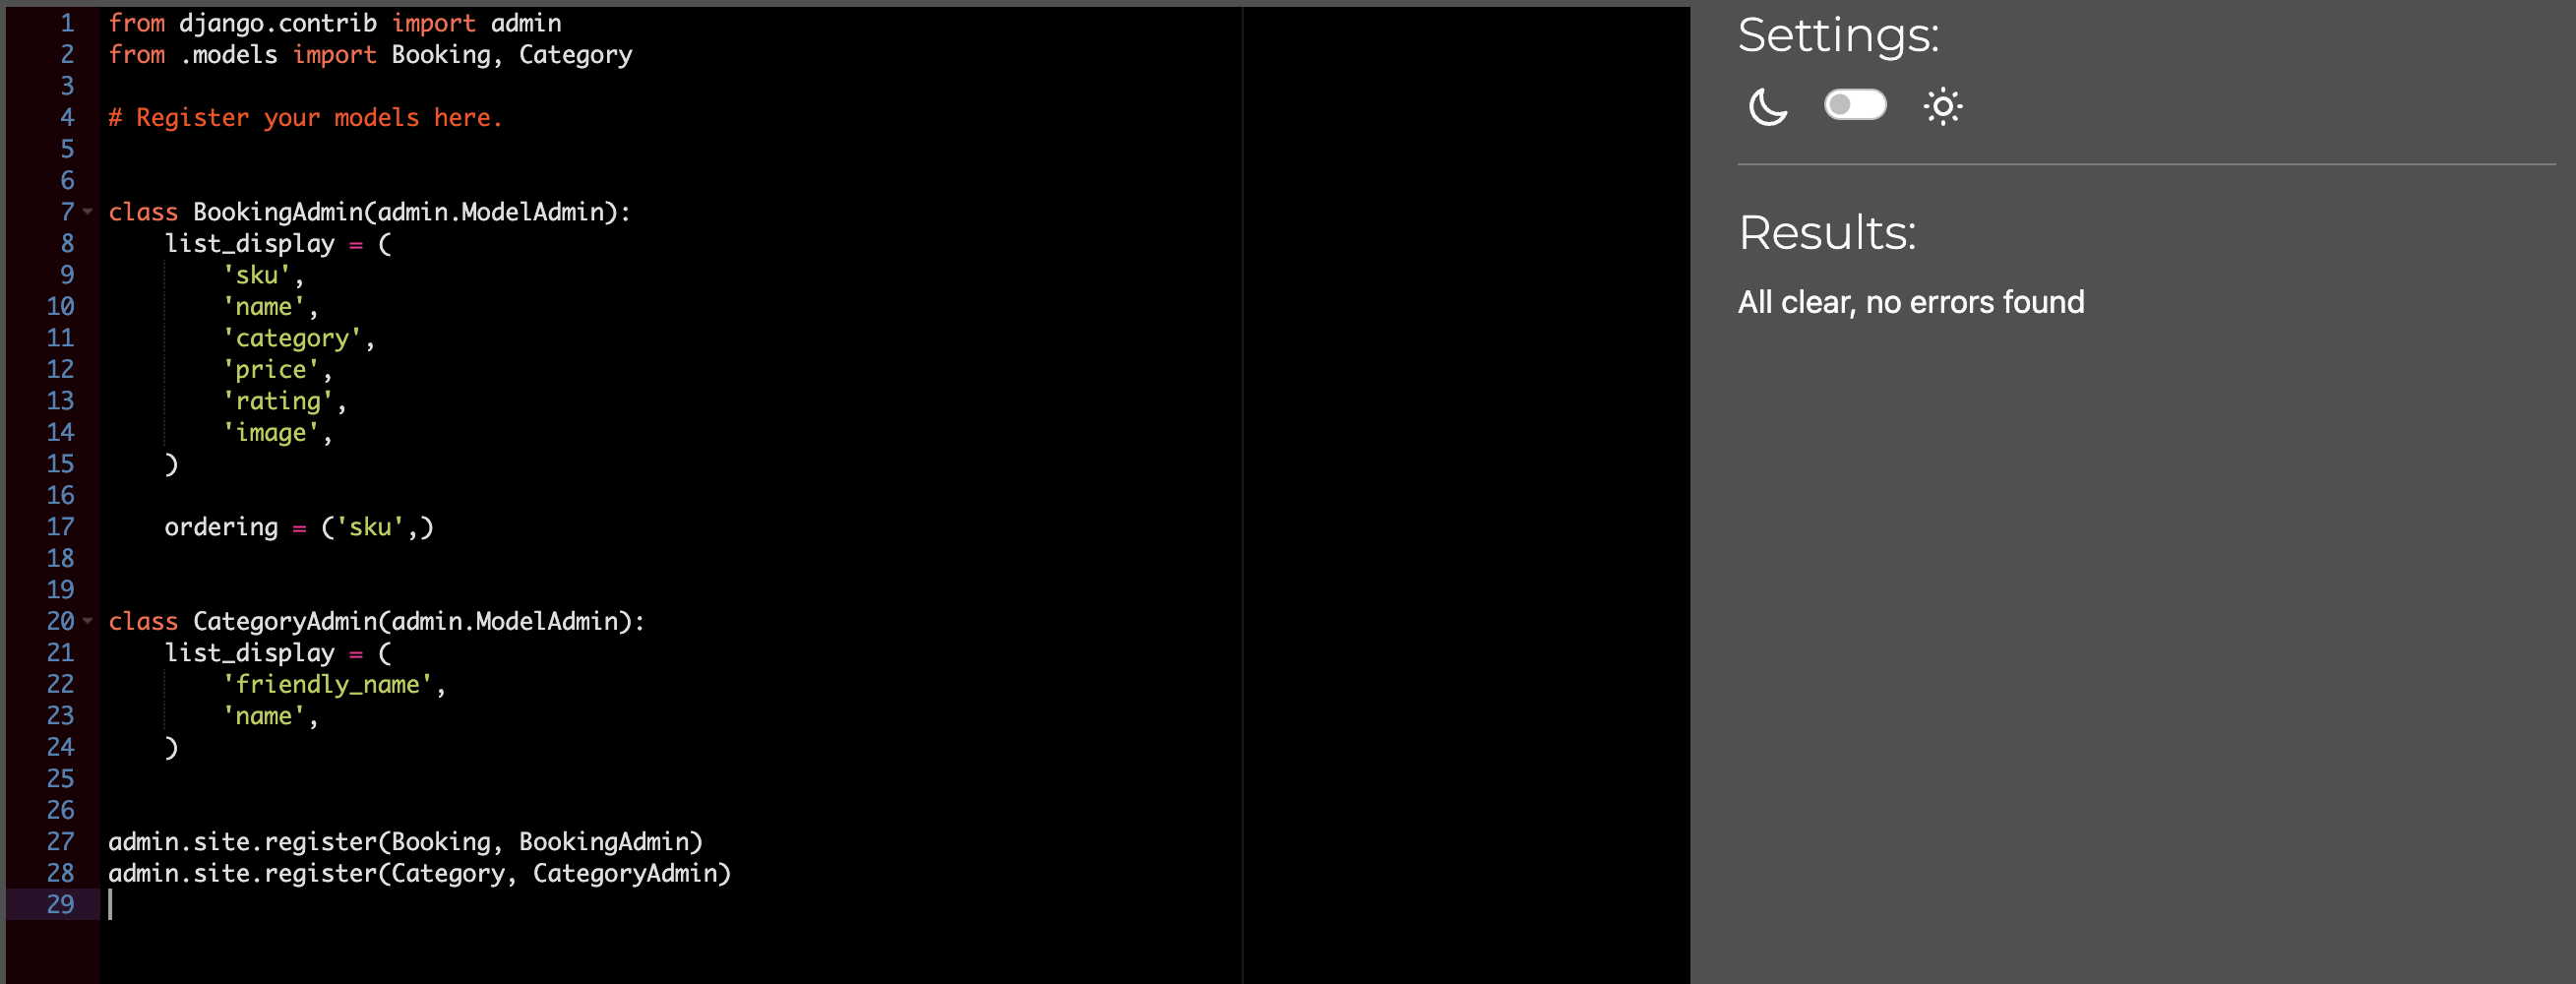 1 from django.contrib import admin
2 from .models import Booking, Category
3
4 # Register your models here.
5
6
7 class BookingAdmin(admin.ModelAdmin):
8     list_display = (
9         'sku',
10         'name',
11         'category',
12         'price',
13         'rating',
14         'image',
15     )
16
17     ordering = ('sku',)
18
19
20 class CategoryAdmin(admin.ModelAdmin):
21     list_display = (
22         'friendly_name',
23         'name',
24     )
25
26
27 admin.site.register(Booking, BookingAdmin)
28 admin.site.register(Category, CategoryAdmin)
29
Settings:
Results:
All clear, no errors found